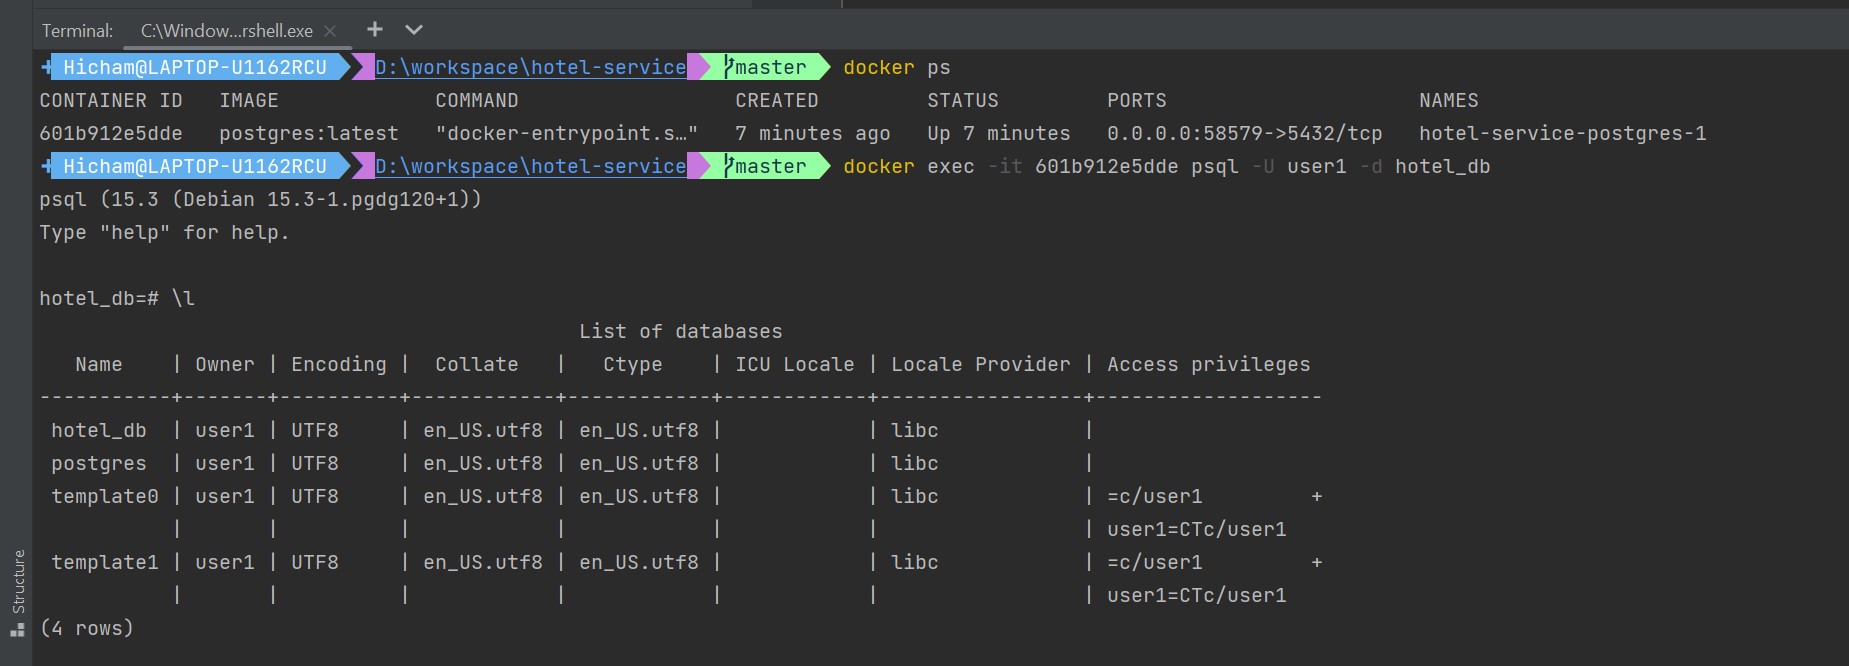 Terminal: C:\Window...rshell.exe
Hicham@LAPTOP-U1162RCU D:\workspace\hotel-service master docker ps
CONTAINER ID   IMAGE             COMMAND                  CREATED         STATUS         PORTS                     NAMES
601b912e5dde   postgres:latest   "docker-entrypoint.s…"   7 minutes ago   Up 7 minutes   0.0.0.0:58579->5432/tcp   hotel-service-postgres-1
Hicham@LAPTOP-U1162RCU D:\workspace\hotel-service master docker exec -it 601b912e5dde psql -U user1 -d hotel_db
psql (15.3 (Debian 15.3-1.pgdg120+1))
Type "help" for help.
hotel_db=# \l
                                             List of databases
   Name    | Owner | Encoding |  Collate   |   Ctype    | ICU Locale | Locale Provider | Access privileges
-----------+-------+----------+------------+------------+------------+-----------------+-------------------
 hotel_db  | user1 | UTF8     | en_US.utf8 | en_US.utf8 |            | libc            |
 postgres  | user1 | UTF8     | en_US.utf8 | en_US.utf8 |            | libc            |
 template0 | user1 | UTF8     | en_US.utf8 | en_US.utf8 |            | libc            | =c/user1         +
           |       |          |            |            |            |                 | user1=CTc/user1
 template1 | user1 | UTF8     | en_US.utf8 | en_US.utf8 |            | libc            | =c/user1         +
           |       |          |            |            |            |                 | user1=CTc/user1
(4 rows)
Structure